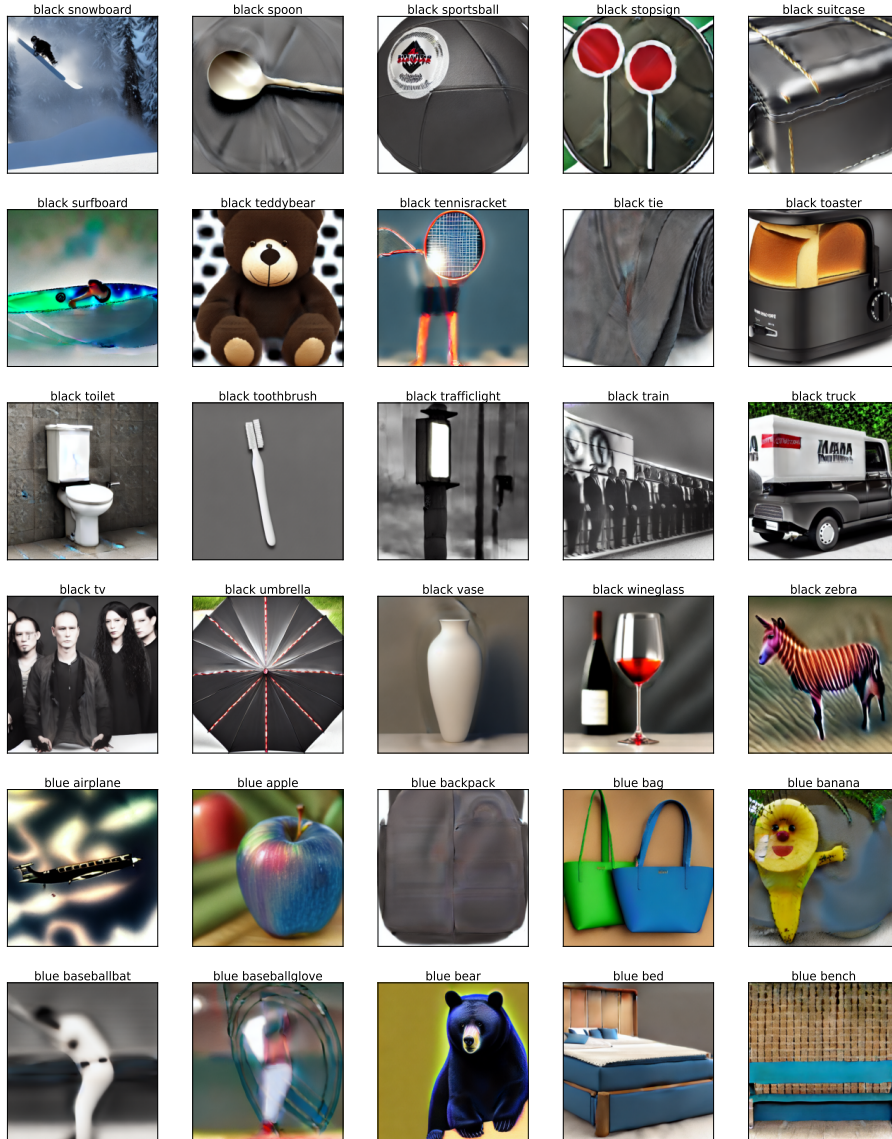 black snowboard
black spoon
black sportsball
black stopsign
black suitcase
black surfboard
black teddybear
black tennisracket
black tie
black toaster
black toilet
black toothbrush
black trafficlight
black train
black truck
black tv
black umbrella
black vase
black wineglass
black zebra
blue airplane
blue apple
blue backpack
blue bag
blue banana
blue baseballbat
blue baseballglove
blue bear
blue bed
blue bench